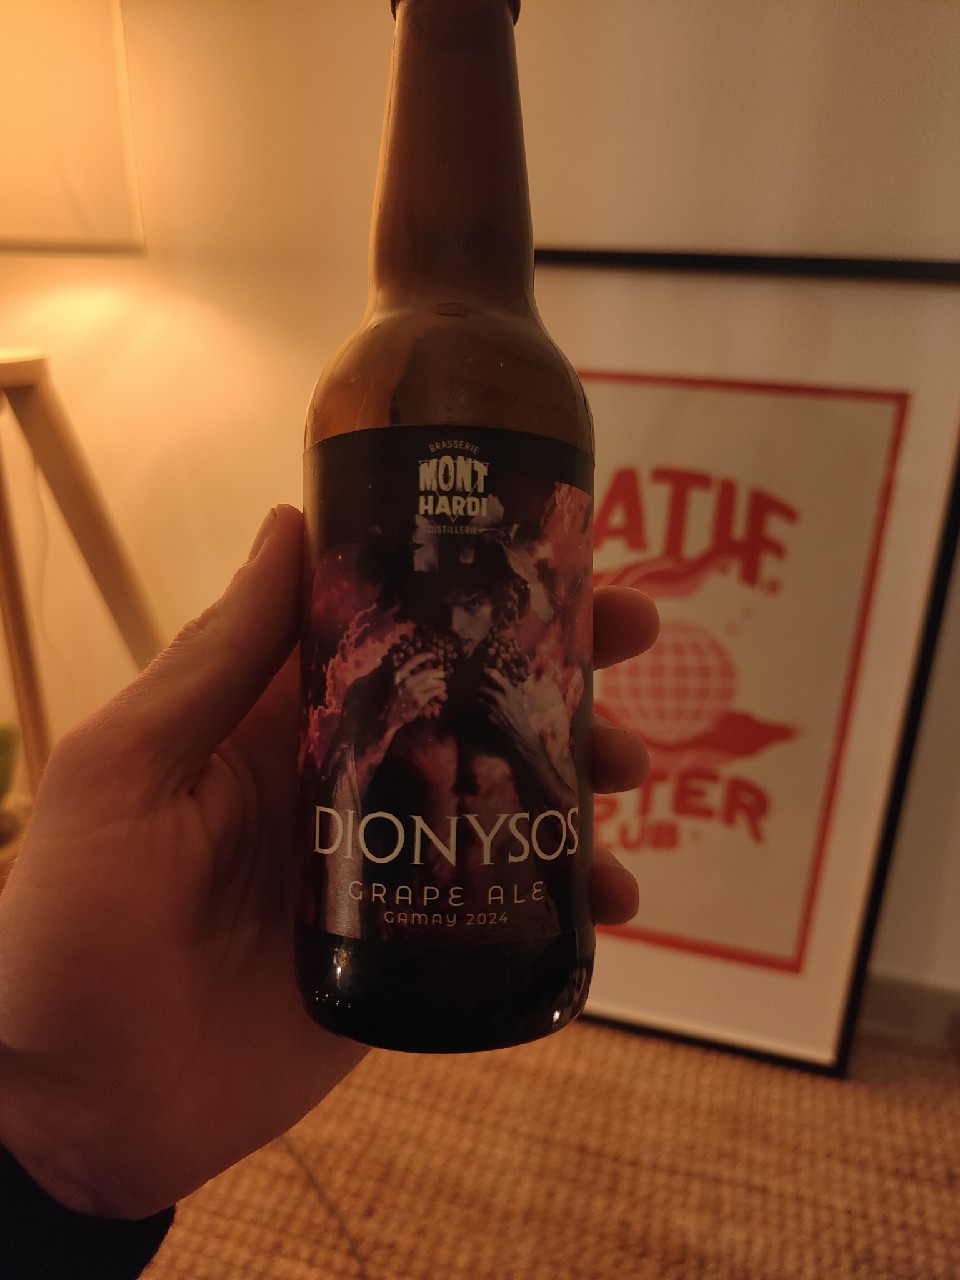 BRASSERIE
MONT
HARDI
DISTILLERIE
DIONYSOS
GRAPE ALE
GAMAY 2024